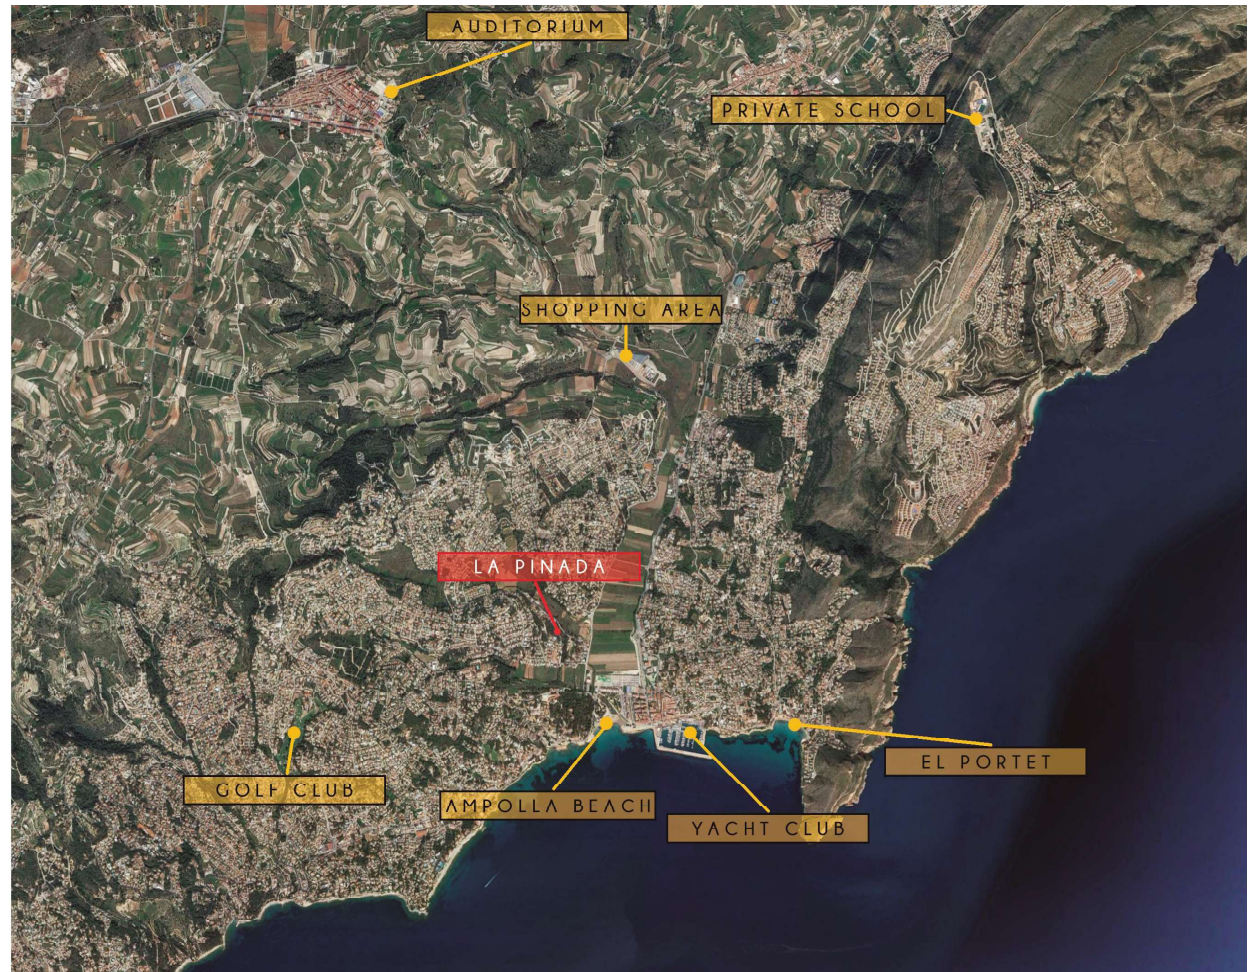 AUDITORIUM
PRIVATE SCHOOL
SHOPPING AREA
LA PINADA
EL PORTET
GOLF CLUB
AMPOLLA BEACH
YACHT CLUB